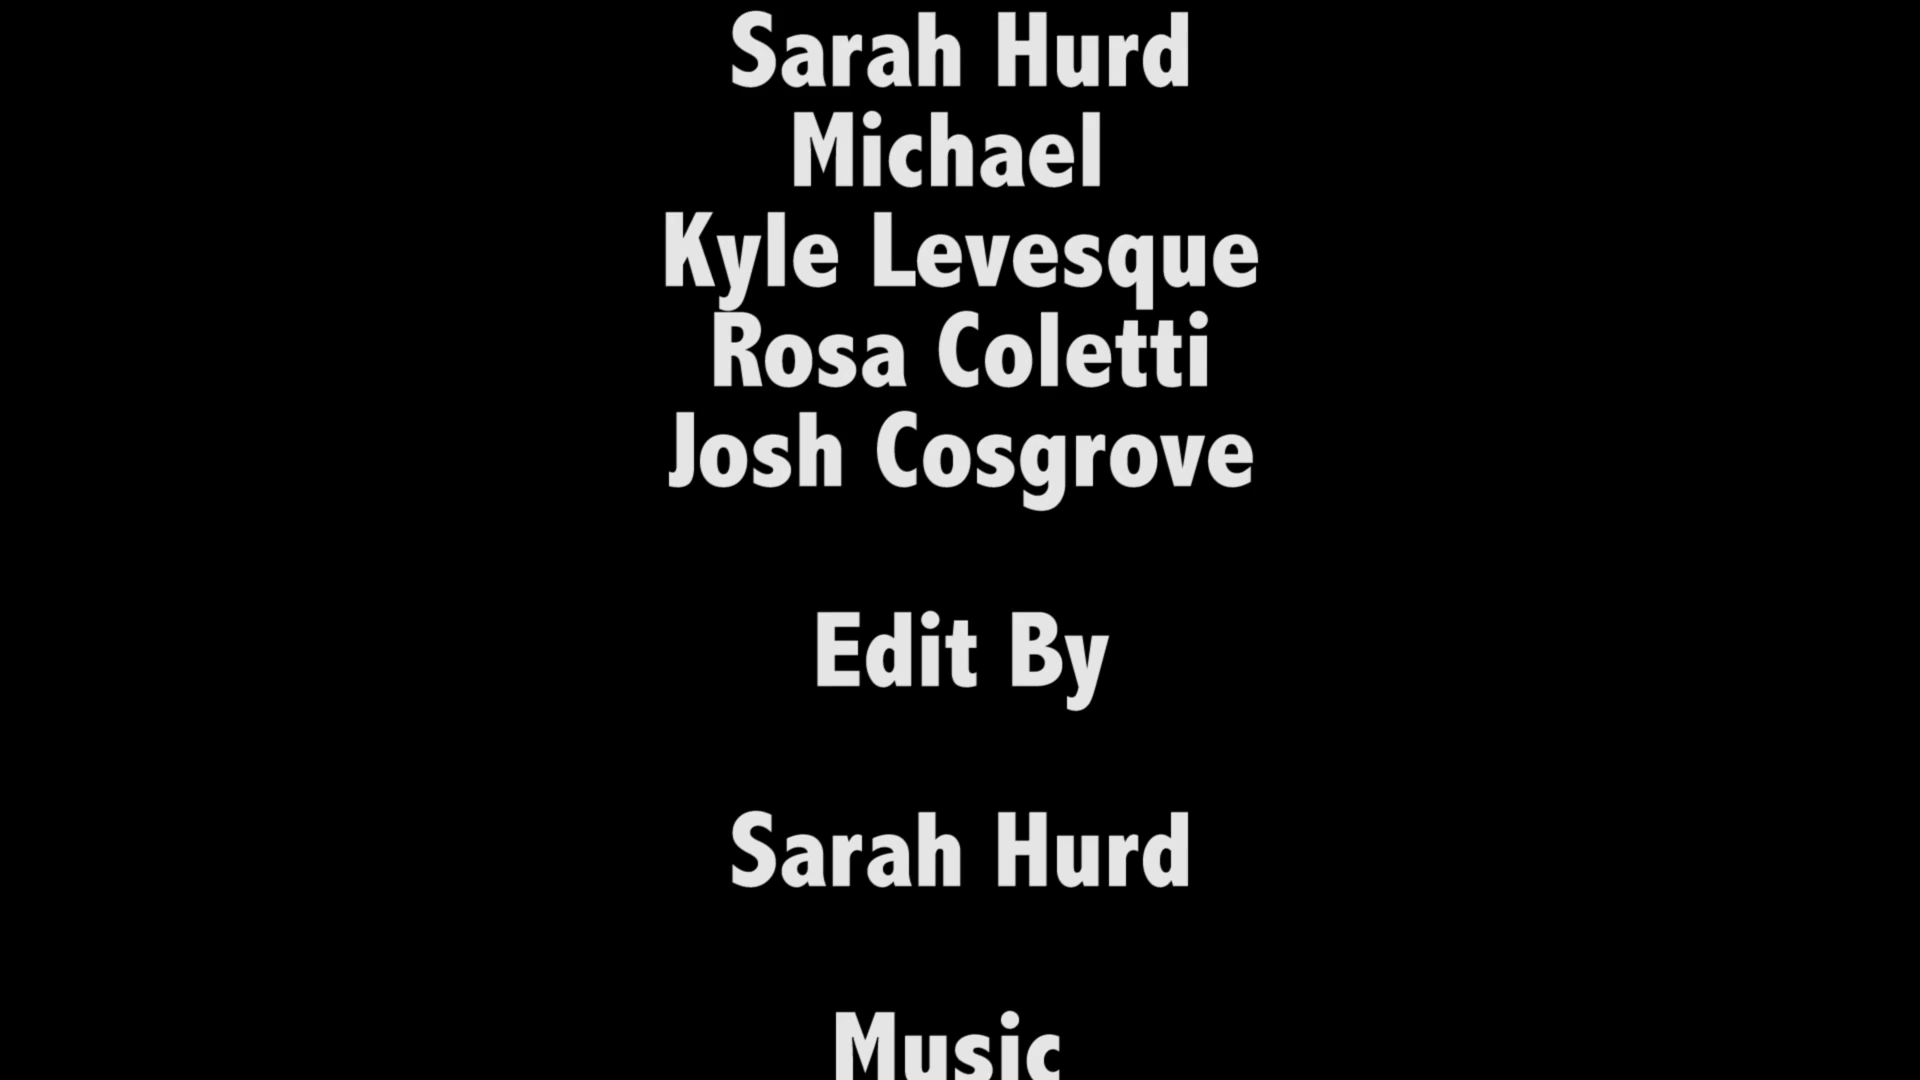 Sarah Hurd
Michael
Kyle Levesque
Rosa Coletti
Josh Cosgrove
Edit By
Sarah Hurd
Music